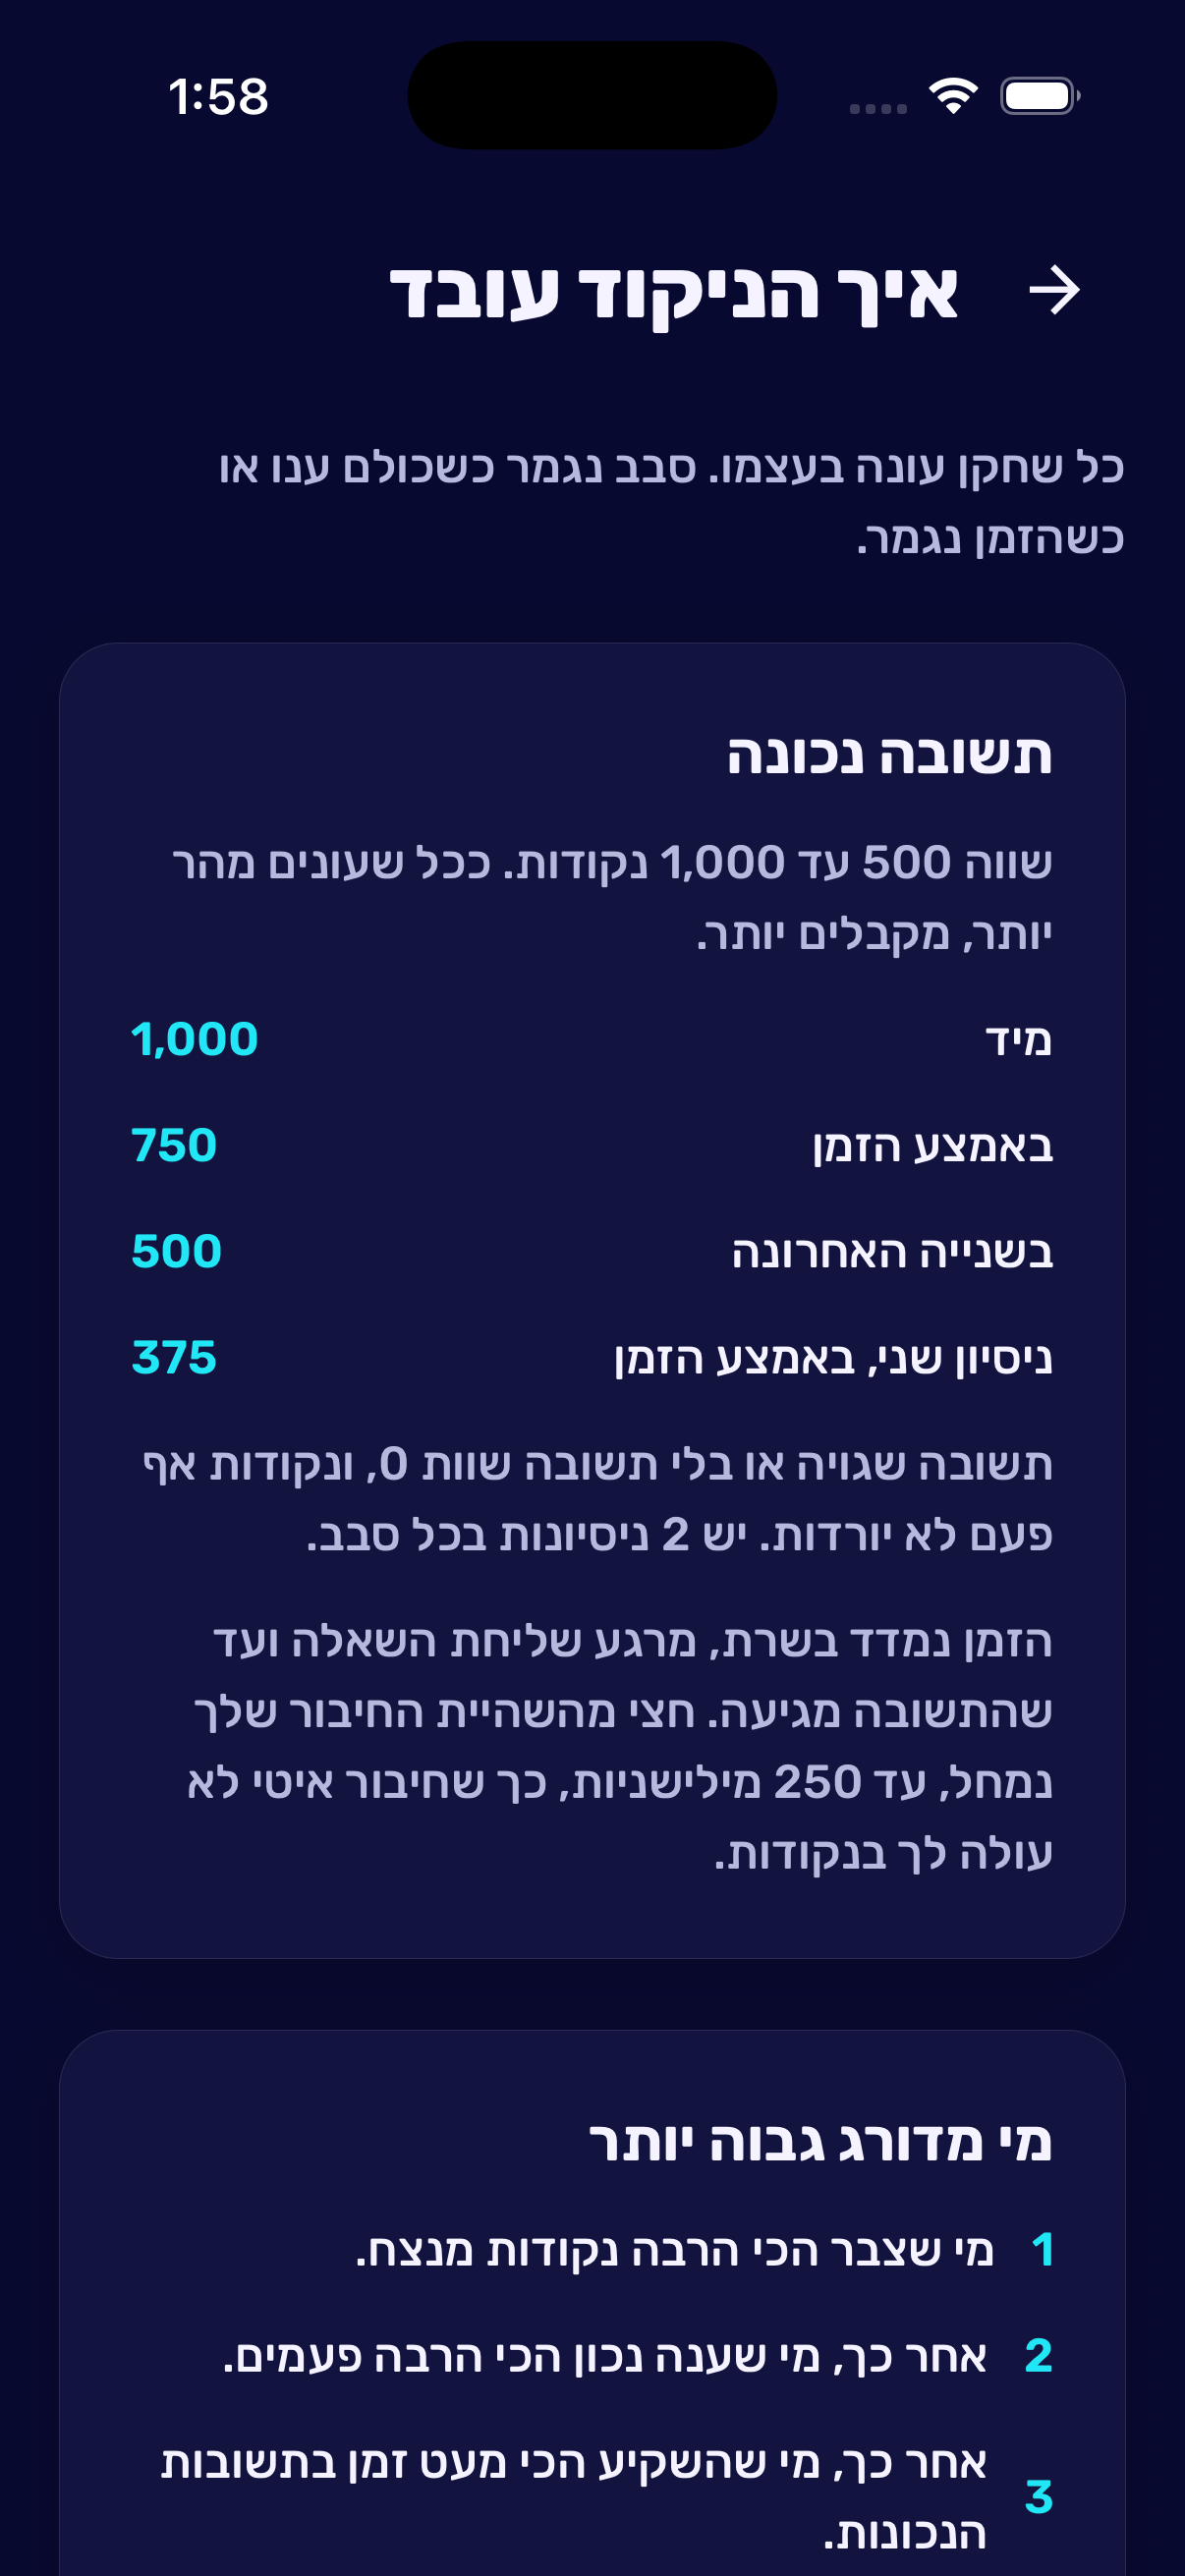 1:58
איך הניקוד עובד
כל שחקן עונה בעצמו. סבב נגמר כשכולם ענו או
כשהזמן נגמר.
תשובה נכונה
שווה 500 עד 1,000 נקודות. ככל שעונים מהר
יותר, מקבלים יותר.
מיד 1,000
באמצע הזמן 750
בשנייה האחרונה 500
ניסיון שני, באמצע הזמן 375
תשובה שגויה או בלי תשובה שוות 0, ונקודות אף
פעם לא יורדות. יש 2 ניסיונות בכל סבב.
הזמן נמדד בשרת, מרגע שליחת השאלה ועד
שהתשובה מגיעה. חצי מהשהיית החיבור שלך
נמחל, עד 250 מילישניות, כך שחיבור איטי לא
עולה לך בנקודות.
מי מדורג גבוה יותר
1 מי שצבר הכי הרבה נקודות מנצח.
2 אחר כך, מי שענה נכון הכי הרבה פעמים.
3 אחר כך, מי שהשקיע הכי מעט זמן בתשובות
הנכונות.